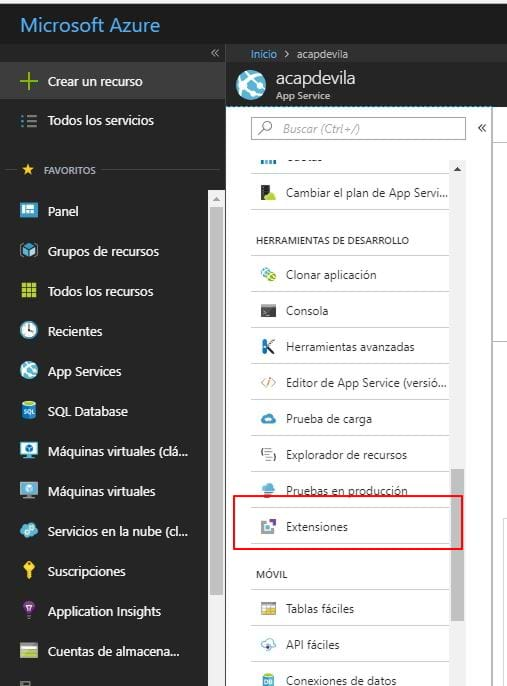 Microsoft Azure
Crear un recurso
Todos los servicios
FAVORITOS
Panel
Grupos de recursos
Todos los recursos
Recientes
App Services
SQL Database
Máquinas virtuales (clá...
Máquinas virtuales
Servicios en la nube (cl...
Suscripciones
Application Insights
Cuentas de almacena...
Inicio > acapdevila
acapdevila
App Service
Buscar (Ctrl+/)
Cuotas
Cambiar el plan de App Servi...
HERRAMIENTAS DE DESARROLLO
Clonar aplicación
Consola
Herramientas avanzadas
Editor de App Service (versió...
Prueba de carga
Explorador de recursos
Pruebas en producción
Extensiones
MÓVIL
Tablas fáciles
API fáciles
Conexiones de datos